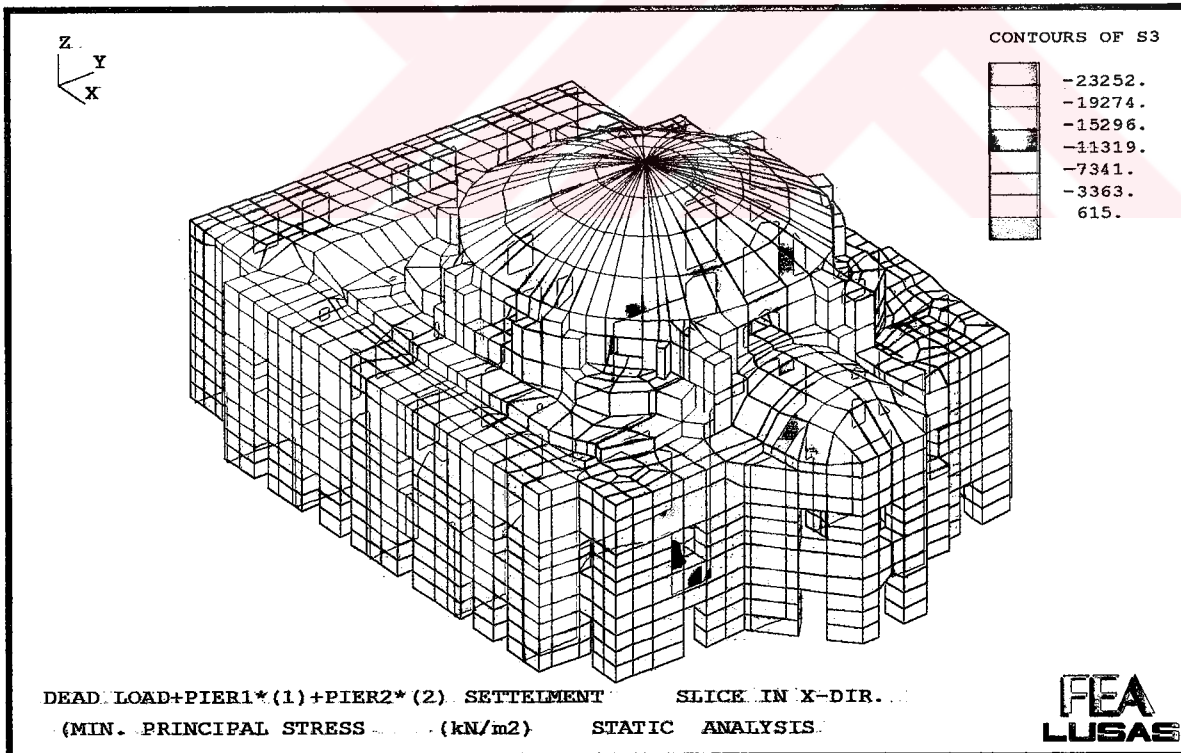 Z
Y
X
CONTOURS OF S3
-23252.
-19274.
-15296.
-11319.
-7341.
-3363.
615.
DEAD LOAD+PIER1*(1)+PIER2*(2) SETTELMENT SLICE IN X-DIR.
(MIN. PRINCIPAL STRESS (kN/m2) STATIC ANALYSIS
FEA
LUSAS